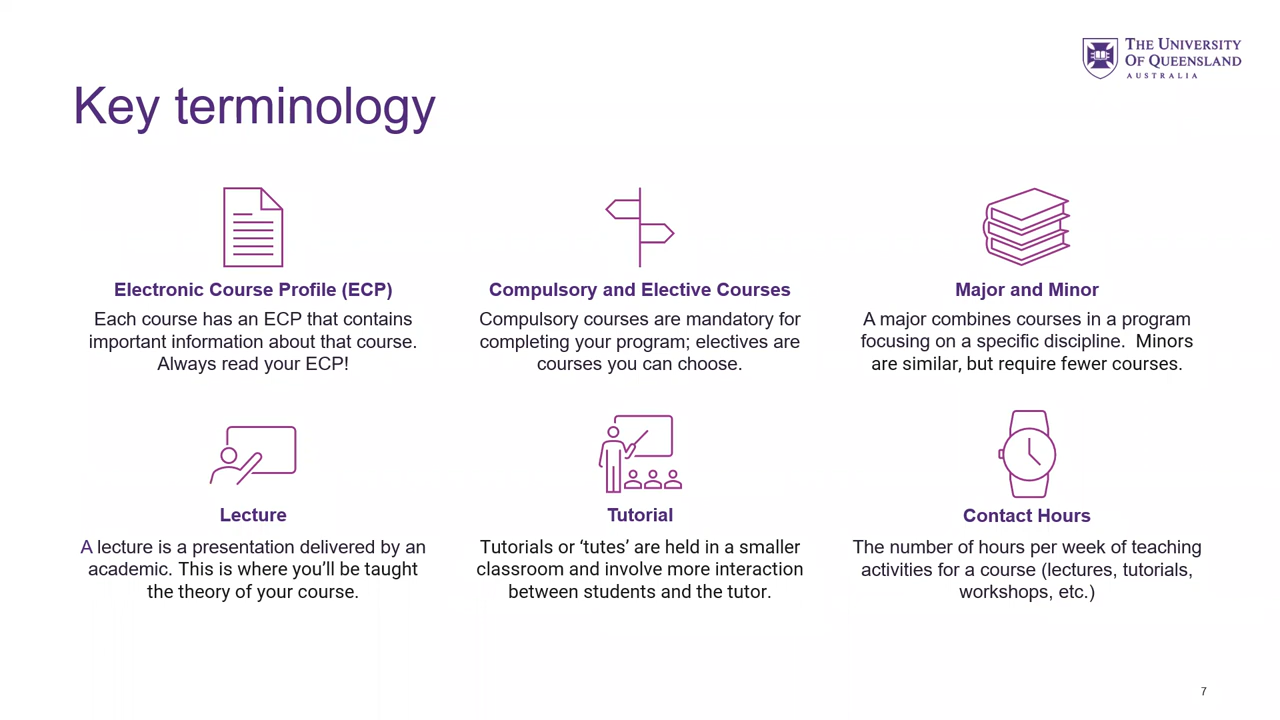 THE UNIVERSITY
OF QUEENSLAND
AUSTRALIA
Key terminology
Electronic Course Profile (ECP)
Each course has an ECP that contains
important information about that course.
Always read your ECP!
Compulsory and Elective Courses
Compulsory courses are mandatory for
completing your program; electives are
courses you can choose.
Major and Minor
A major combines courses in a program
focusing on a specific discipline.  Minors
are similar, but require fewer courses.
Lecture
A lecture is a presentation delivered by an
academic. This is where you’ll be taught
the theory of your course.
Tutorial
Tutorials or ‘tutes’ are held in a smaller
classroom and involve more interaction
between students and the tutor.
Contact Hours
The number of hours per week of teaching
activities for a course (lectures, tutorials,
workshops, etc.)
7